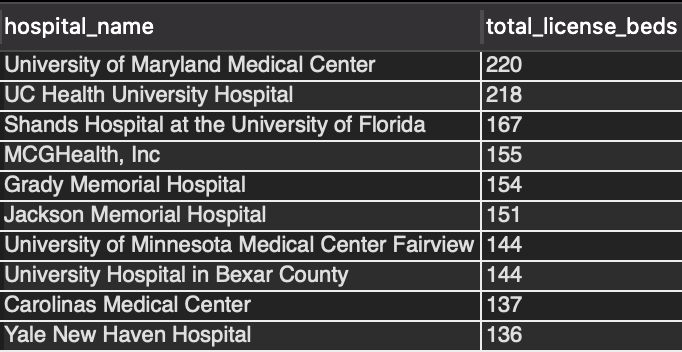 hospital_name total_license_beds
University of Maryland Medical Center 220
UC Health University Hospital 218
Shands Hospital at the University of Florida 167
MCGHealth, Inc 155
Grady Memorial Hospital 154
Jackson Memorial Hospital 151
University of Minnesota Medical Center Fairview 144
University Hospital in Bexar County 144
Carolinas Medical Center 137
Yale New Haven Hospital 136